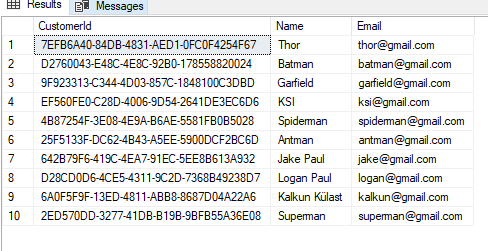 Results Messages
CustomerId Name Email
1 7EFB6A40-84DB-4831-AED1-0FC0F4254F67 Thor thor@gmail.com
2 D2760043-E48C-4E8C-92B0-178558820024 Batman batman@gmail.com
3 9F923313-C344-4D03-857C-1848100C3DBD Garfield garfield@gmail.com
4 EF560FE0-C28D-4006-9D54-2641DE3EC6D6 KSI ksi@gmail.com
5 4B87254F-3E08-4E9A-B6AE-5581FB0B5028 Spiderman spiderman@gmail.com
6 25F5133F-DC62-4B43-A5EE-5900DCF2BC6D Antman antman@gmail.com
7 642B79F6-419C-4EA7-91EC-5EE8B613A932 Jake Paul jake@gmail.com
8 D28CD0D6-4CE5-4311-9C2D-7368B49238D7 Logan Paul logan@gmail.com
9 6A0F5F9F-13ED-4811-ABB8-8687D04A22A6 Kalkun Külast kalkun@gmail.com
10 2ED570DD-3277-41DB-B19B-9BFB55A36E08 Superman superman@gmail.com